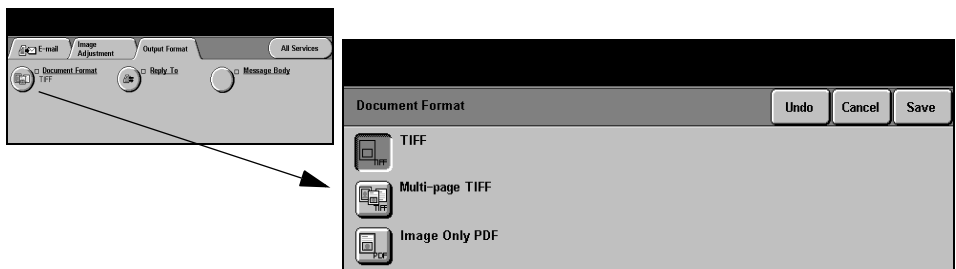 E-mail
Image Adjustment
Output Format
All Services
Document Format
TIFF
Reply To
Message Body
Document Format
Undo
Cancel
Save
TIFF
TIFF
Multi-page TIFF
TIFF
Image Only PDF
PDF